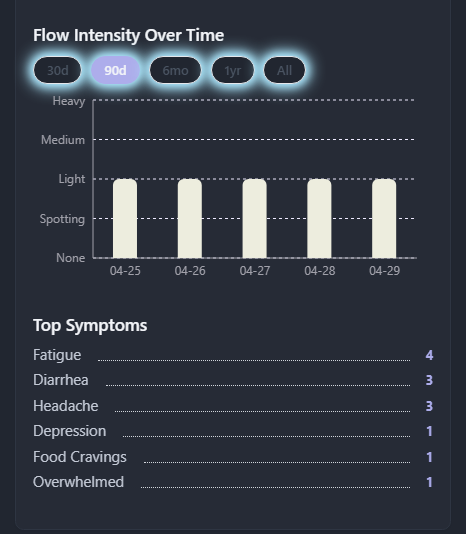 Flow Intensity Over Time
30d 90d 6mo 1yr All
Heavy
Medium
Light
Spotting
None
04-25 04-26 04-27 04-28 04-29
Top Symptoms
Fatigue 4
Diarrhea 3
Headache 3
Depression 1
Food Cravings 1
Overwhelmed 1